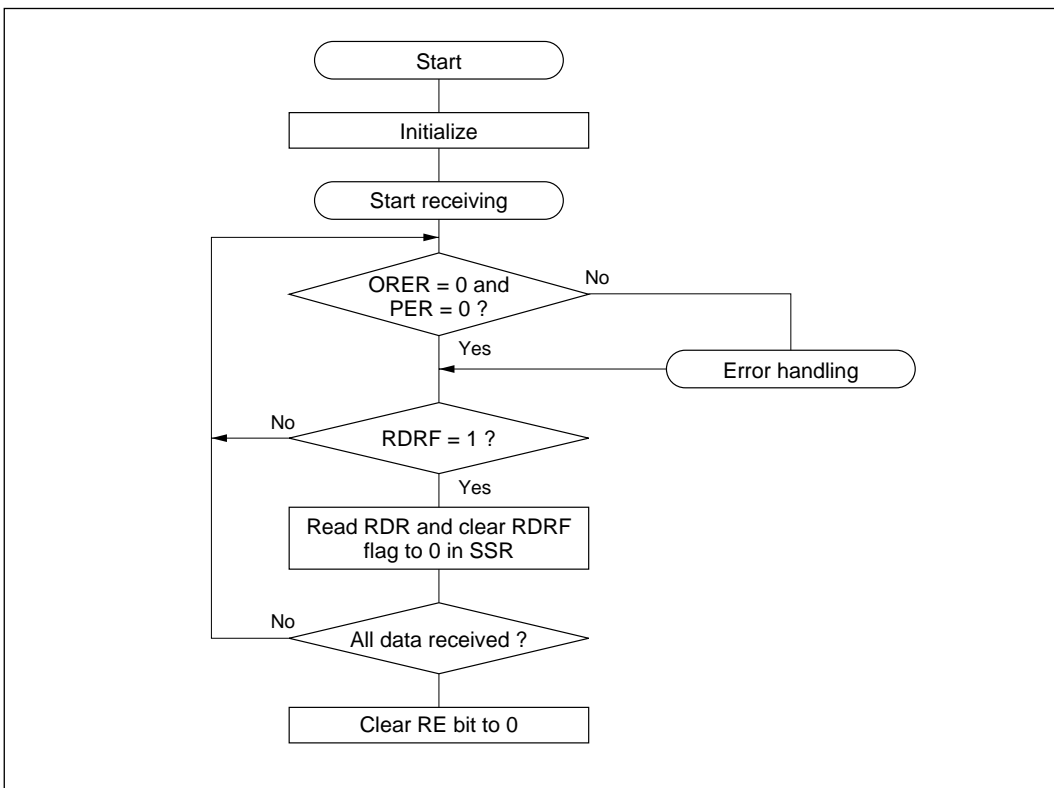 Start
Initialize
Start receiving
ORER = 0 and
PER = 0 ?
No
Yes
Error handling
No
RDRF = 1 ?
Yes
Read RDR and clear RDRF
flag to 0 in SSR
No
All data received ?
Clear RE bit to 0